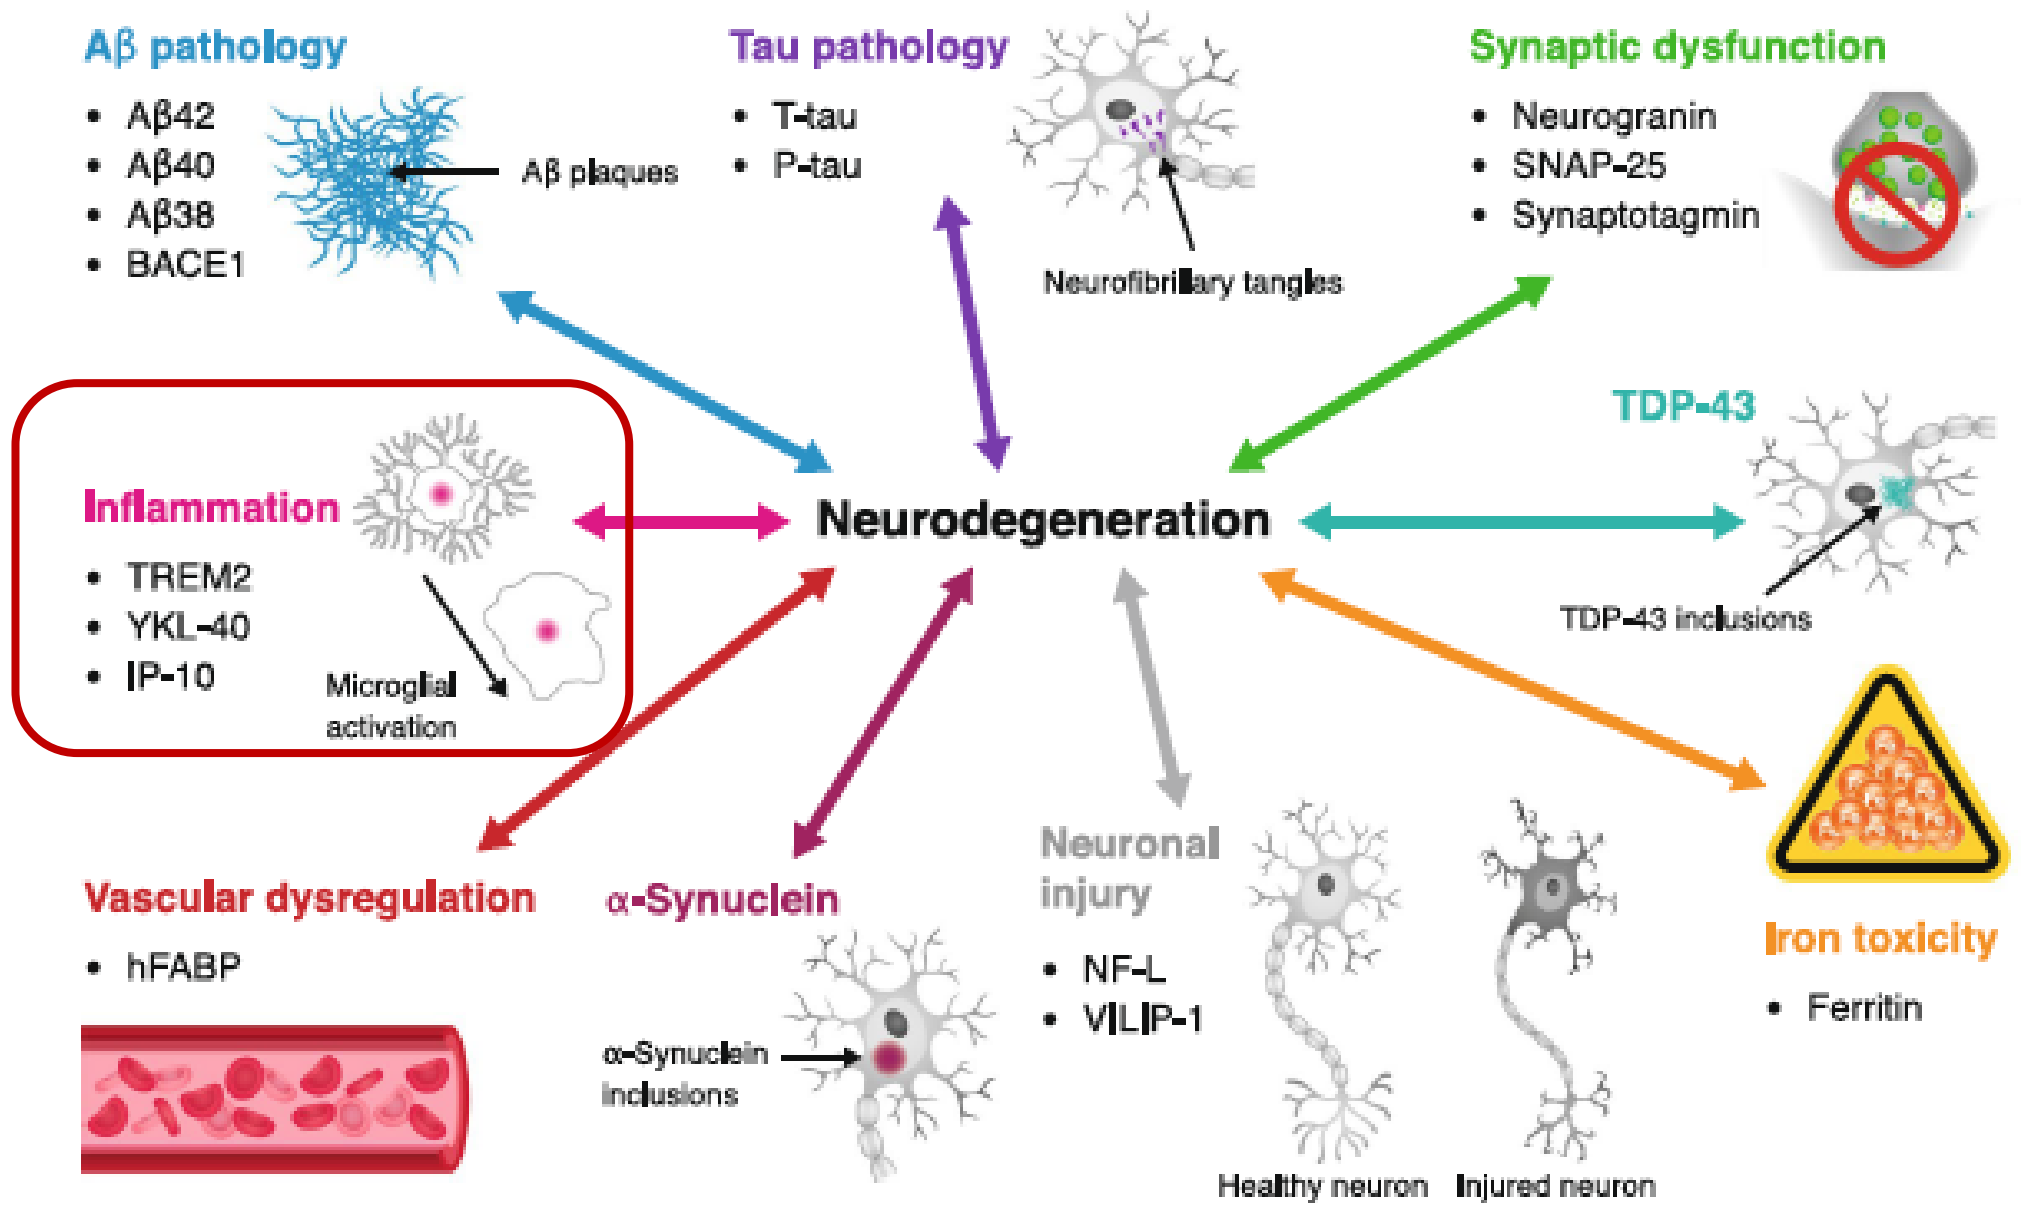 Aβ pathology
• Aβ42
• Aβ40
• Aβ38
• BACE1
Aβ plaques
Tau pathology
• T-tau
• P-tau
Neurofibrillary tangles
Synaptic dysfunction
• Neurogranin
• SNAP-25
• Synaptotagmin
Inflammation
• TREM2
• YKL-40
• IP-10
Microglial
activation
Neurodegeneration
TDP-43
TDP-43 inclusions
Vascular dysregulation
• hFABP
α-Synuclein
α-Synuclein
inclusions
Neuronal
injury
• NF-L
• VILIP-1
Healthy neuron
Injured neuron
Iron toxicity
• Ferritin